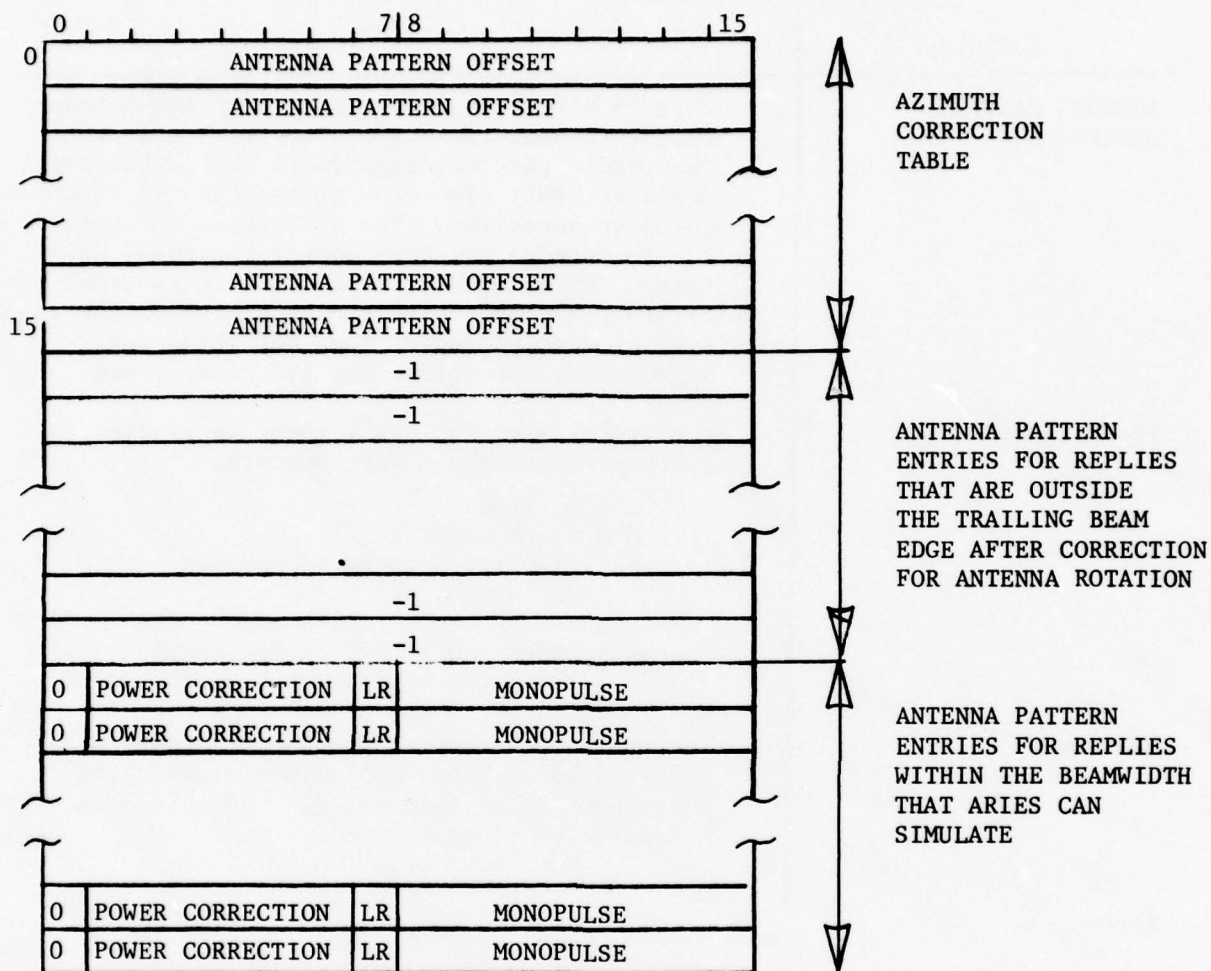 0 7 8 15
0
ANTENNA PATTERN OFFSET
ANTENNA PATTERN OFFSET
AZIMUTH
CORRECTION
TABLE
ANTENNA PATTERN OFFSET
15
ANTENNA PATTERN OFFSET
-1
-1
ANTENNA PATTERN
ENTRIES FOR REPLIES
THAT ARE OUTSIDE
THE TRAILING BEAM
EDGE AFTER CORRECTION
FOR ANTENNA ROTATION
-1
-1
0 POWER CORRECTION LR MONOPULSE
0 POWER CORRECTION LR MONOPULSE
ANTENNA PATTERN
ENTRIES FOR REPLIES
WITHIN THE BEAMWIDTH
THAT ARIES CAN
SIMULATE
0 POWER CORRECTION LR MONOPULSE
0 POWER CORRECTION LR MONOPULSE